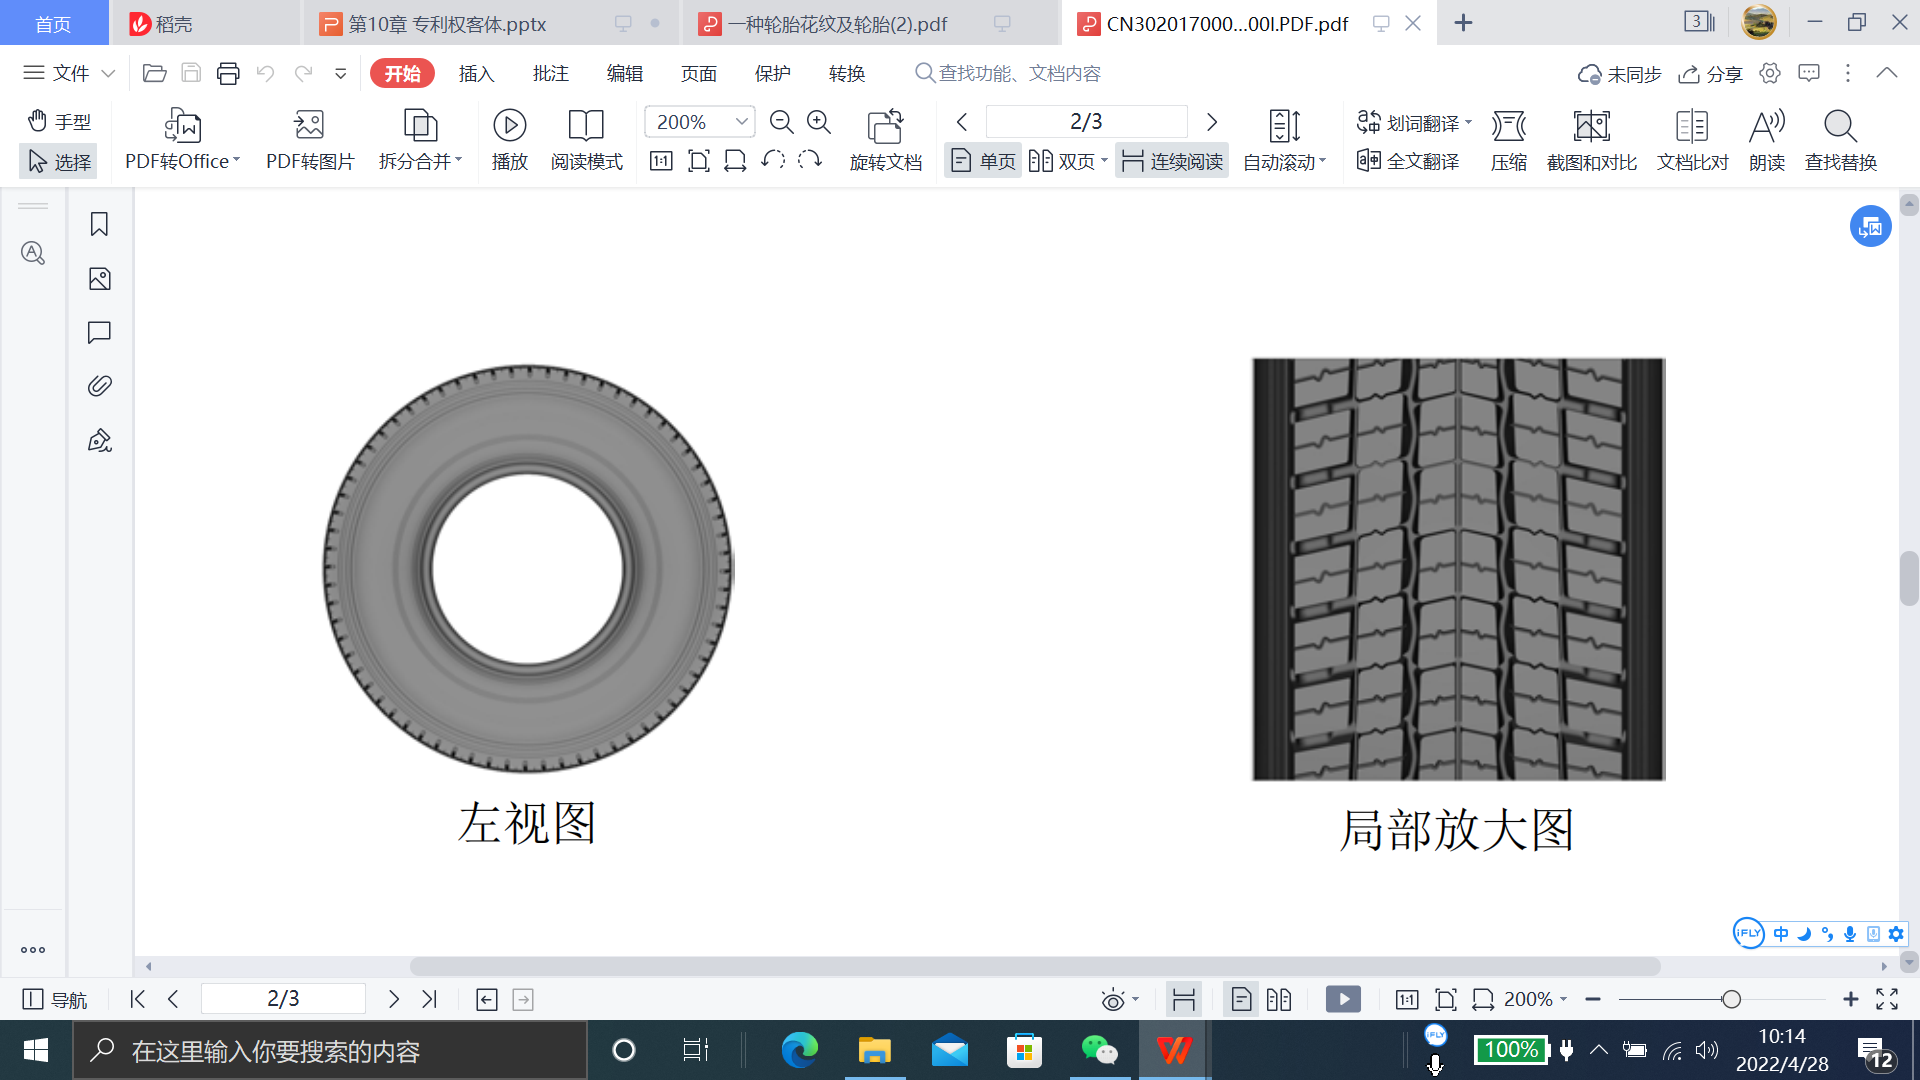 首页
稻壳
第10章 专利权客体.pptx
一种轮胎花纹及轮胎(2).pdf
CN302017000...00I.PDF.pdf
3
文件
开始
插入
批注
编辑
页面
保护
转换
查找功能、文档内容
未同步
分享
手型
选择
PDF转Office
PDF转图片
拆分合并
播放
阅读模式
200%
1:1
旋转文档
2/3
单页
双页
连续阅读
自动滚动
划词翻译
全文翻译
压缩
截图和对比
文档比对
朗读
查找替换
左视图
局部放大图
iFLY
中
导航
2/3
1:1
200%
在这里输入你要搜索的内容
iFLY
100%
10:14
2022/4/28
12